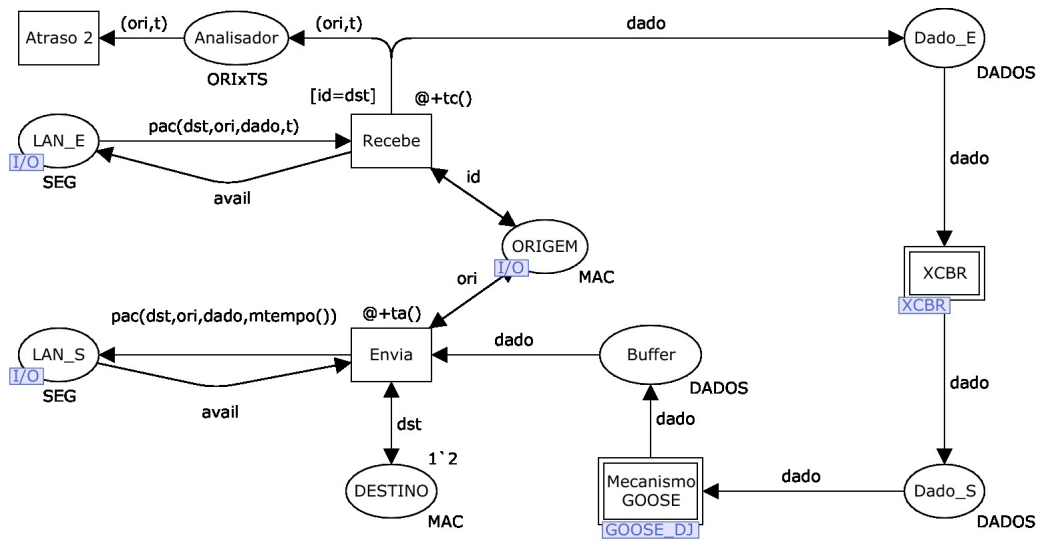 (ori,t)
(ori,t)
dado
Atraso 2
Analisador
Dado_E
ORIxTS
DADOS
[id=dst]
@+tc()
pac(dst,ori,dado,t)
LAN_E
Recebe
I/O
SEG
avail
id
dado
ORIGEM
I/O
MAC
XCBR
XCBR
ori
@+ta()
pac(dst,ori,dado,mtempo())
LAN_S
Envia
dado
Buffer
I/O
SEG
avail
DADOS
dado
dst
dado
1`2
DESTINO
MAC
Mecanismo
GOOSE
GOOSE_DJ
dado
Dado_S
DADOS